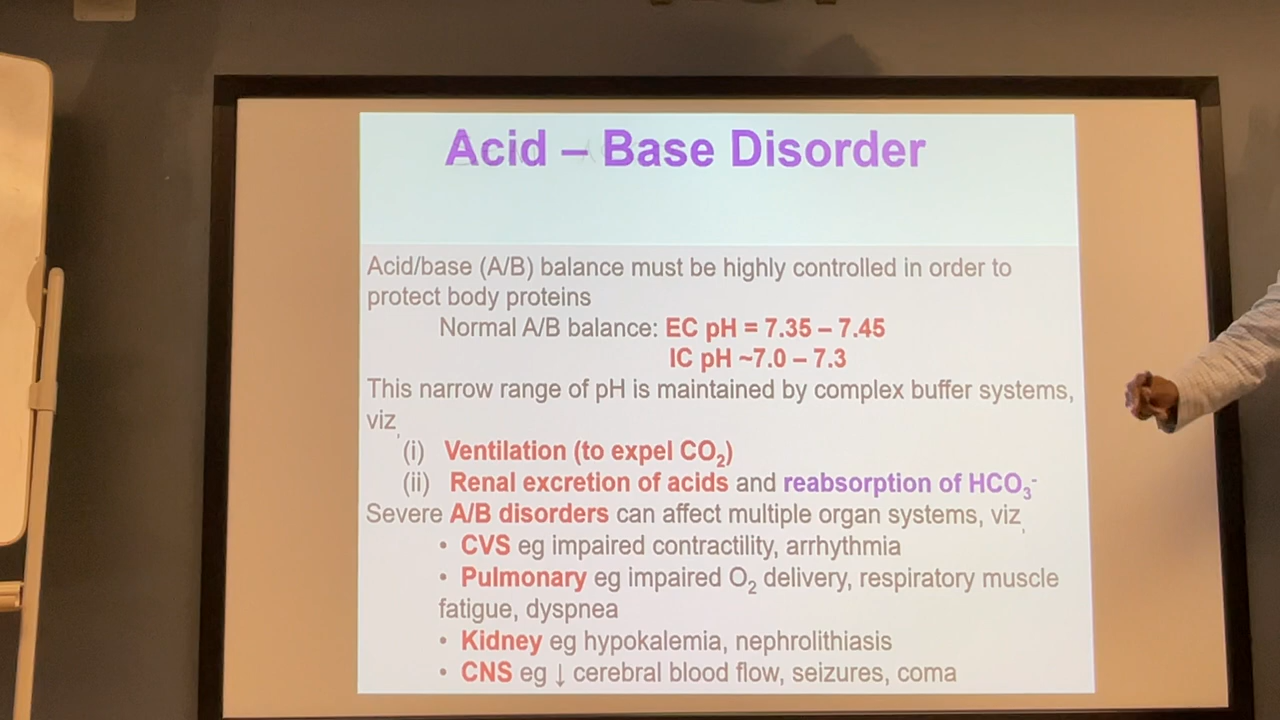 Acid – Base Disorder
Acid/base (A/B) balance must be highly controlled in order to
protect body proteins
Normal A/B balance: EC pH = 7.35 – 7.45
IC pH ~7.0 – 7.3
This narrow range of pH is maintained by complex buffer systems,
viz,
(i) Ventilation (to expel CO₂)
(ii) Renal excretion of acids and reabsorption of HCO₃⁻
Severe A/B disorders can affect multiple organ systems, viz,
• CVS eg impaired contractility, arrhythmia
• Pulmonary eg impaired O₂ delivery, respiratory muscle
fatigue, dyspnea
• Kidney eg hypokalemia, nephrolithiasis
• CNS eg ↓ cerebral blood flow, seizures, coma